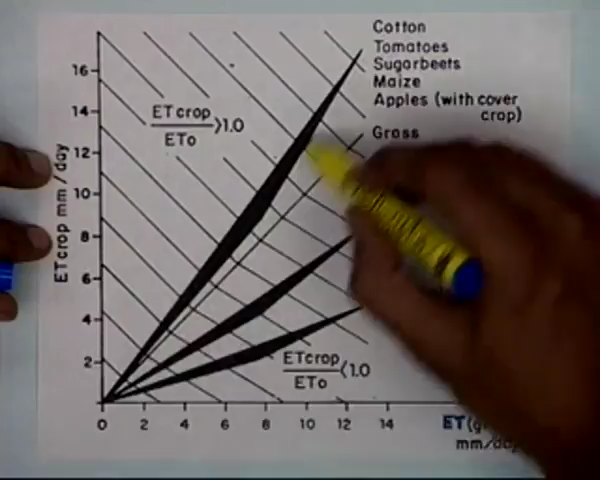 Cotton
Tomatoes
Sugarbeets
Maize
Apples (with cover
crop)
Grass
ETcrop
ETo
>1.0
ETcrop mm / day
16
14
12
10
8
6
4
2
0
ETcrop
ETo
<1.0
0 2 4 6 8 10 12 14
ET
mm/day